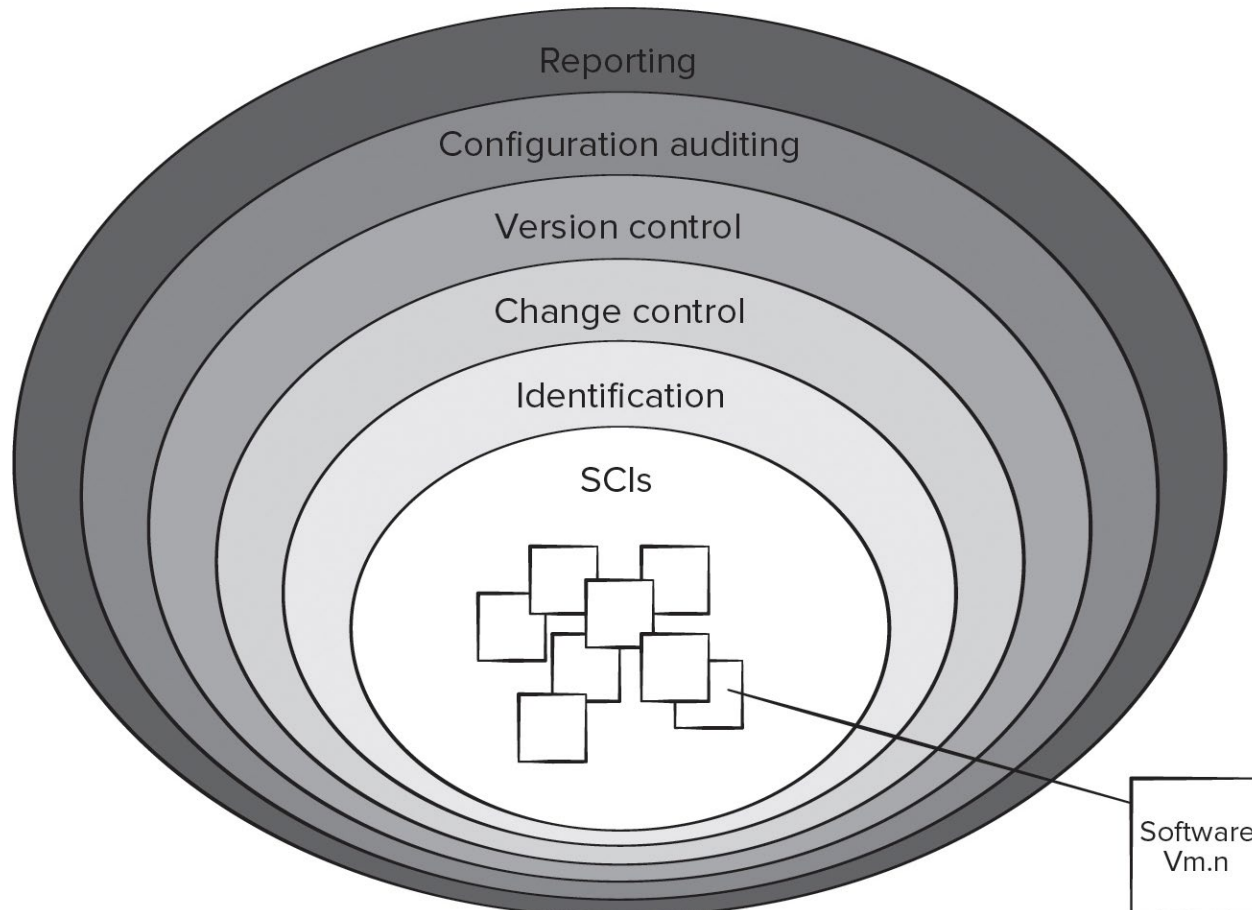 Reporting
Configuration auditing
Version control
Change control
Identification
SCIs
Software
Vm.n